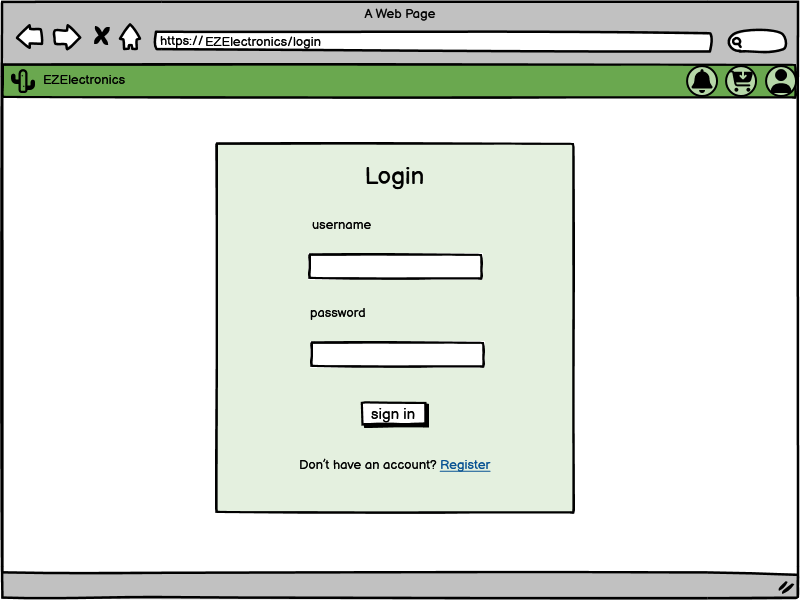 A Web Page
https:// EZElectronics/login
EZElectronics
Login
username
password
sign in
Don't have an account? Register